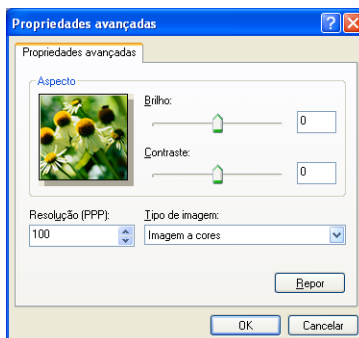 Propriedades avançadas
Propriedades avançadas
Aspecto
Brilho:
0
Contraste:
0
Resolução (PPP):
Tipo de imagem:
100
Imagem a cores
Repor
OK
Cancelar